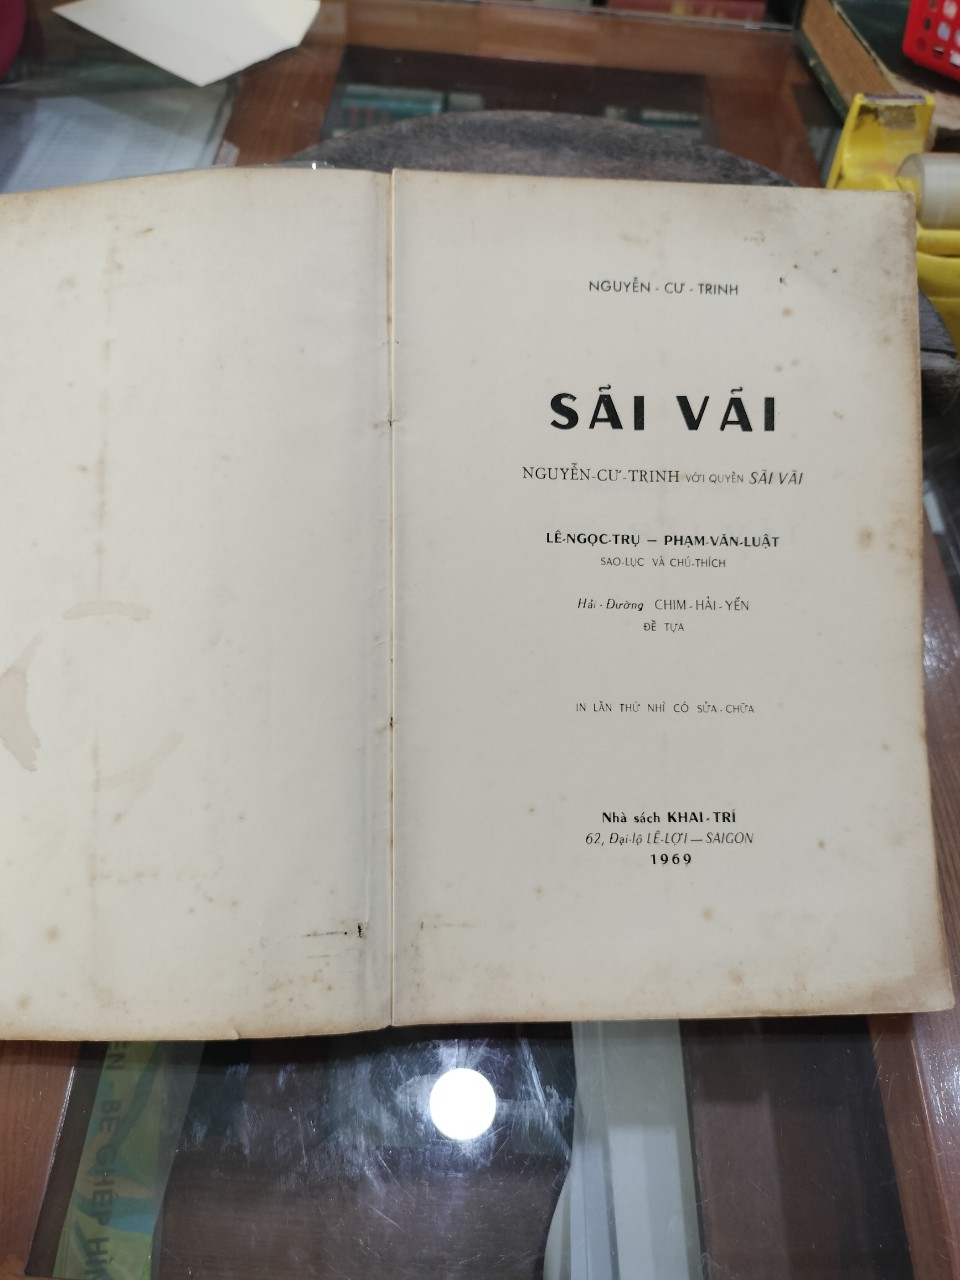 NGUYỄN - CƯ - TRINH
SÃI VÃI
NGUYỄN-CƯ-TRINH VỚI QUYỂN SÃI VÃI
LÊ-NGỌC-TRỤ — PHẠM-VĂN-LUẬT
SAO-LỤC VÀ CHÚ-THÍCH
Hải-Đường CHIM-HẢI-YẾN
ĐỀ TỰA
IN LẦN THỨ NHÌ CÓ SỬA-CHỮA
Nhà sách KHAI-TRÍ
62, Đại-lộ LÊ-LỢI — SAIGON
1969